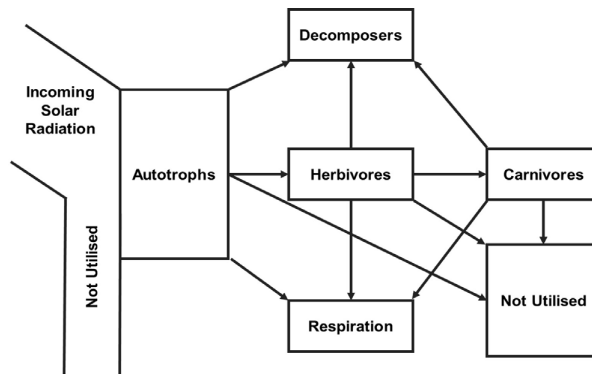 Decomposers
Incoming
Solar
Radiation
Autotrophs
Herbivores
Carnivores
Not Utilised
Not Utilised
Respiration